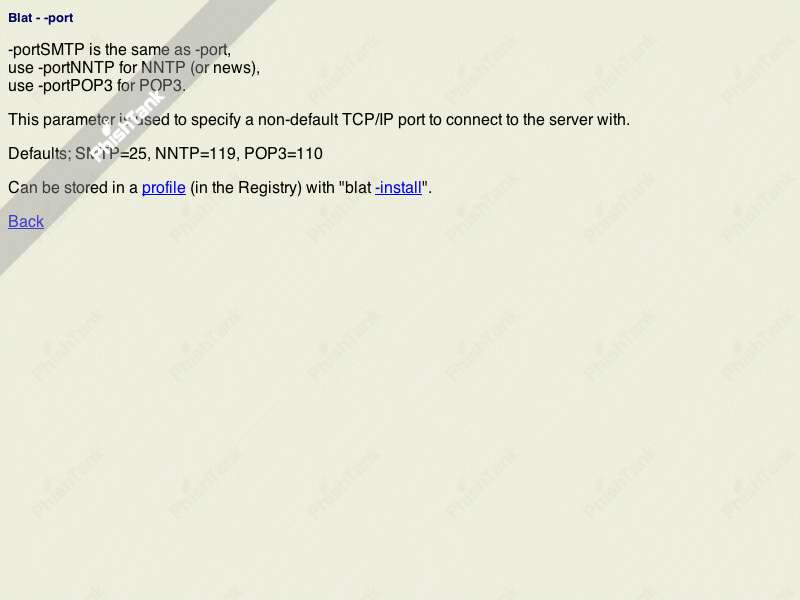 Blat - -port
-portSMTP is the same as -port,
use -portNNTP for NNTP (or news),
use -portPOP3 for POP3.
This parameter is used to specify a non-default TCP/IP port to connect to the server with.
Defaults; SMTP=25, NNTP=119, POP3=110
Can be stored in a profile (in the Registry) with "blat -install".
Back
PhishTank